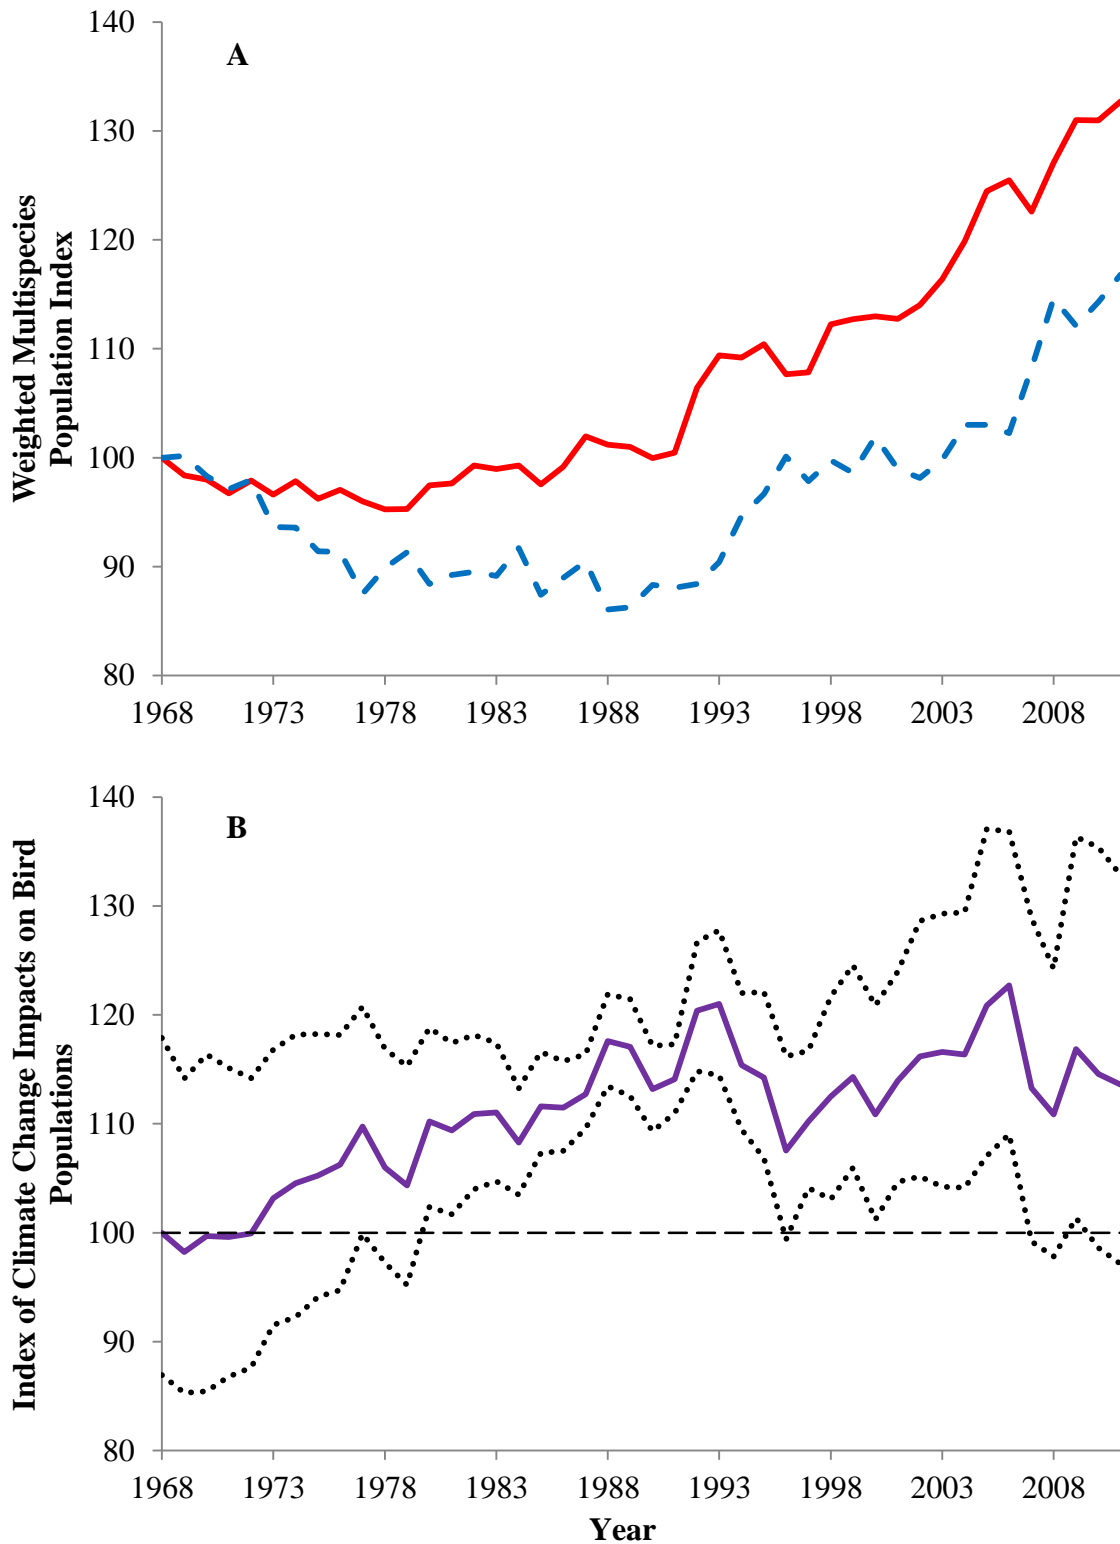 140
A
130
120
110
100
90
80
Weighted Multispecies
Population Index
1968 1973 1978 1983 1988 1993 1998 2003 2008
140
B
130
120
110
100
90
80
Index of Climate Change Impacts on Bird
Populations
1968 1973 1978 1983 1988 1993 1998 2003 2008
Year